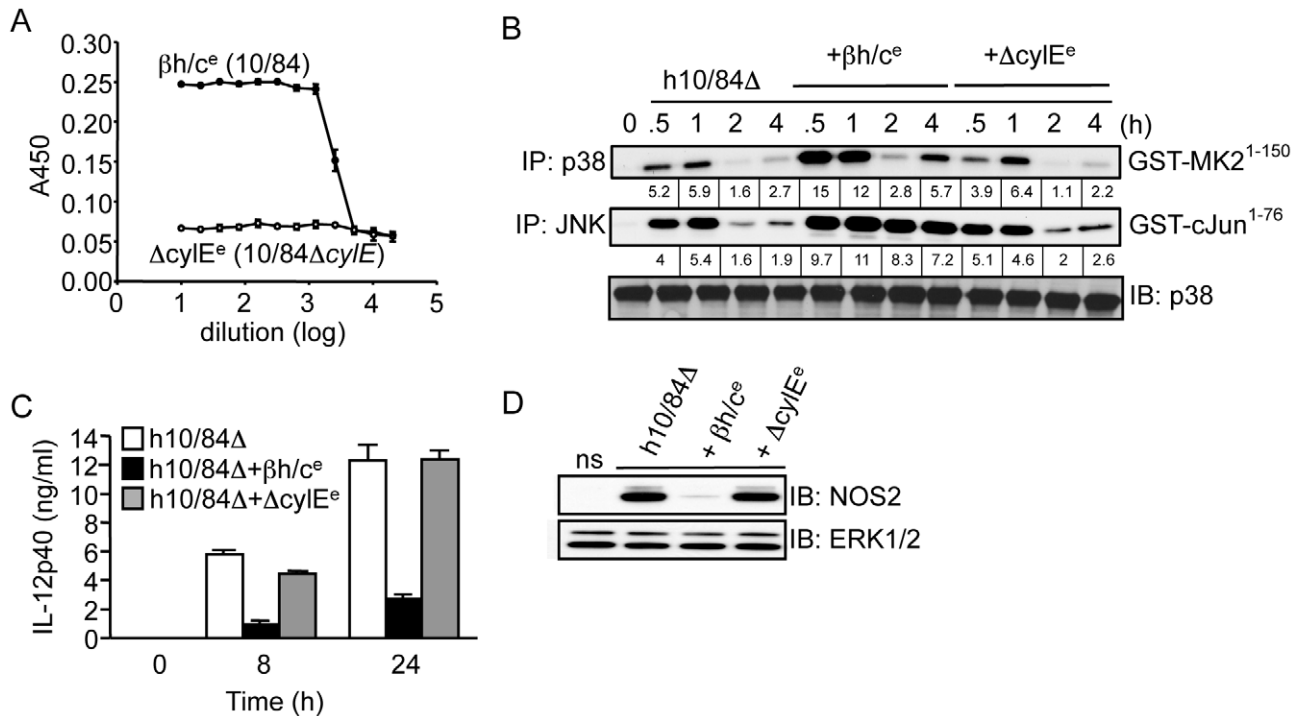 A
A450
0.30
0.25
0.20
0.15
0.10
0.05
0.00
βh/cᵉ (10/84)
ΔcylEᵉ (10/84ΔcylE)
0 1 2 3 4 5
dilution (log)
B
h10/84Δ +βh/cᵉ +ΔcylEᵉ
0 .5 1 2 4 .5 1 2 4 .5 1 2 4 (h)
IP: p38 GST-MK2¹⁻¹⁵⁰
5.2 5.9 1.6 2.7 15 12 2.8 5.7 3.9 6.4 1.1 2.2
IP: JNK GST-cJun¹⁻⁷⁶
4 5.4 1.6 1.9 9.7 11 8.3 7.2 5.1 4.6 2 2.6
IB: p38
C
IL-12p40 (ng/ml)
14
12
10
8
6
4
2
0
h10/84Δ
h10/84Δ+βh/cᵉ
h10/84Δ+ΔcylEᵉ
0 8 24
Time (h)
D
ns h10/84Δ + βh/cᵉ + ΔcylEᵉ
IB: NOS2
IB: ERK1/2